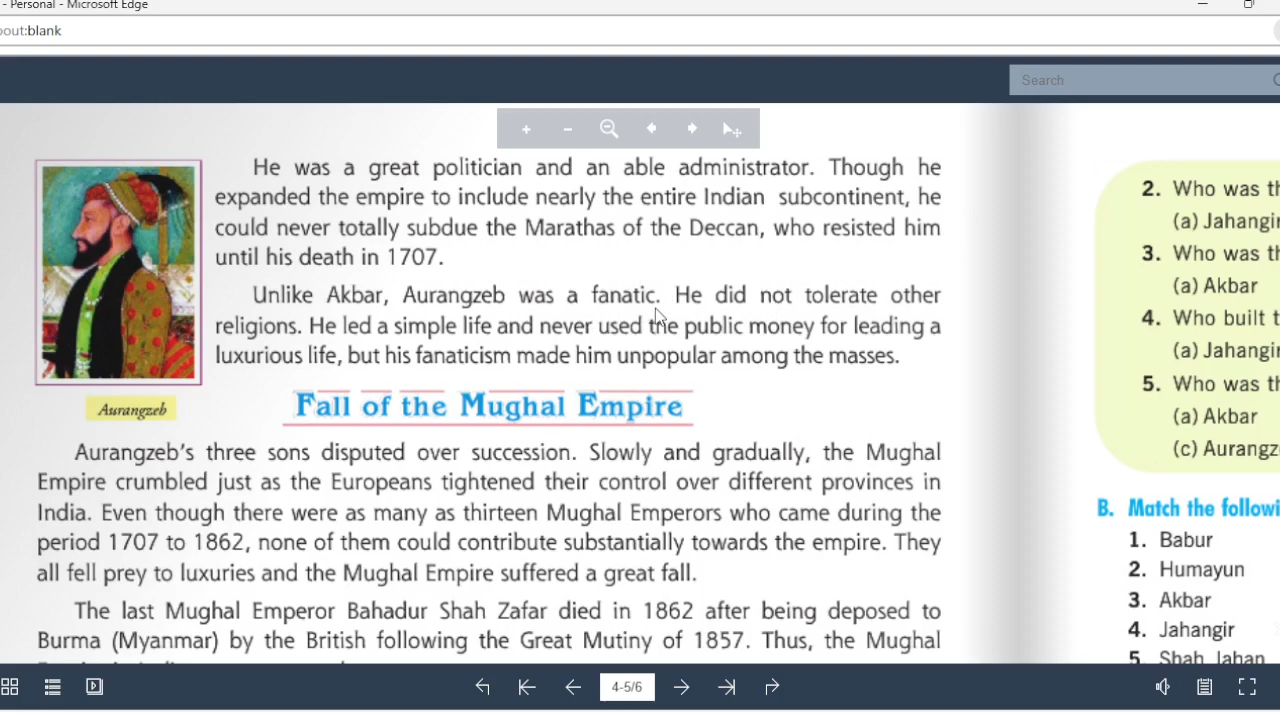 - Personal - Microsoft Edge
out:blank
Search
He was a great politician and an able administrator. Though he
expanded the empire to include nearly the entire Indian subcontinent, he
could never totally subdue the Marathas of the Deccan, who resisted him
until his death in 1707.
Unlike Akbar, Aurangzeb was a fanatic. He did not tolerate other
religions. He led a simple life and never used the public money for leading a
luxurious life, but his fanaticism made him unpopular among the masses.
Aurangzeb
Fall of the Mughal Empire
Aurangzeb's three sons disputed over succession. Slowly and gradually, the Mughal
Empire crumbled just as the Europeans tightened their control over different provinces in
India. Even though there were as many as thirteen Mughal Emperors who came during the
period 1707 to 1862, none of them could contribute substantially towards the empire. They
all fell prey to luxuries and the Mughal Empire suffered a great fall.
The last Mughal Emperor Bahadur Shah Zafar died in 1862 after being deposed to
Burma (Myanmar) by the British following the Great Mutiny of 1857. Thus, the Mughal
2. Who was th
(a) Jahangir
3. Who was th
(a) Akbar
4. Who built t
(a) Jahangir
5. Who was th
(a) Akbar
(c) Aurangze
B. Match the followi
1. Babur
2. Humayun
3. Akbar
4. Jahangir
5. Shah Jahan
4-5/6